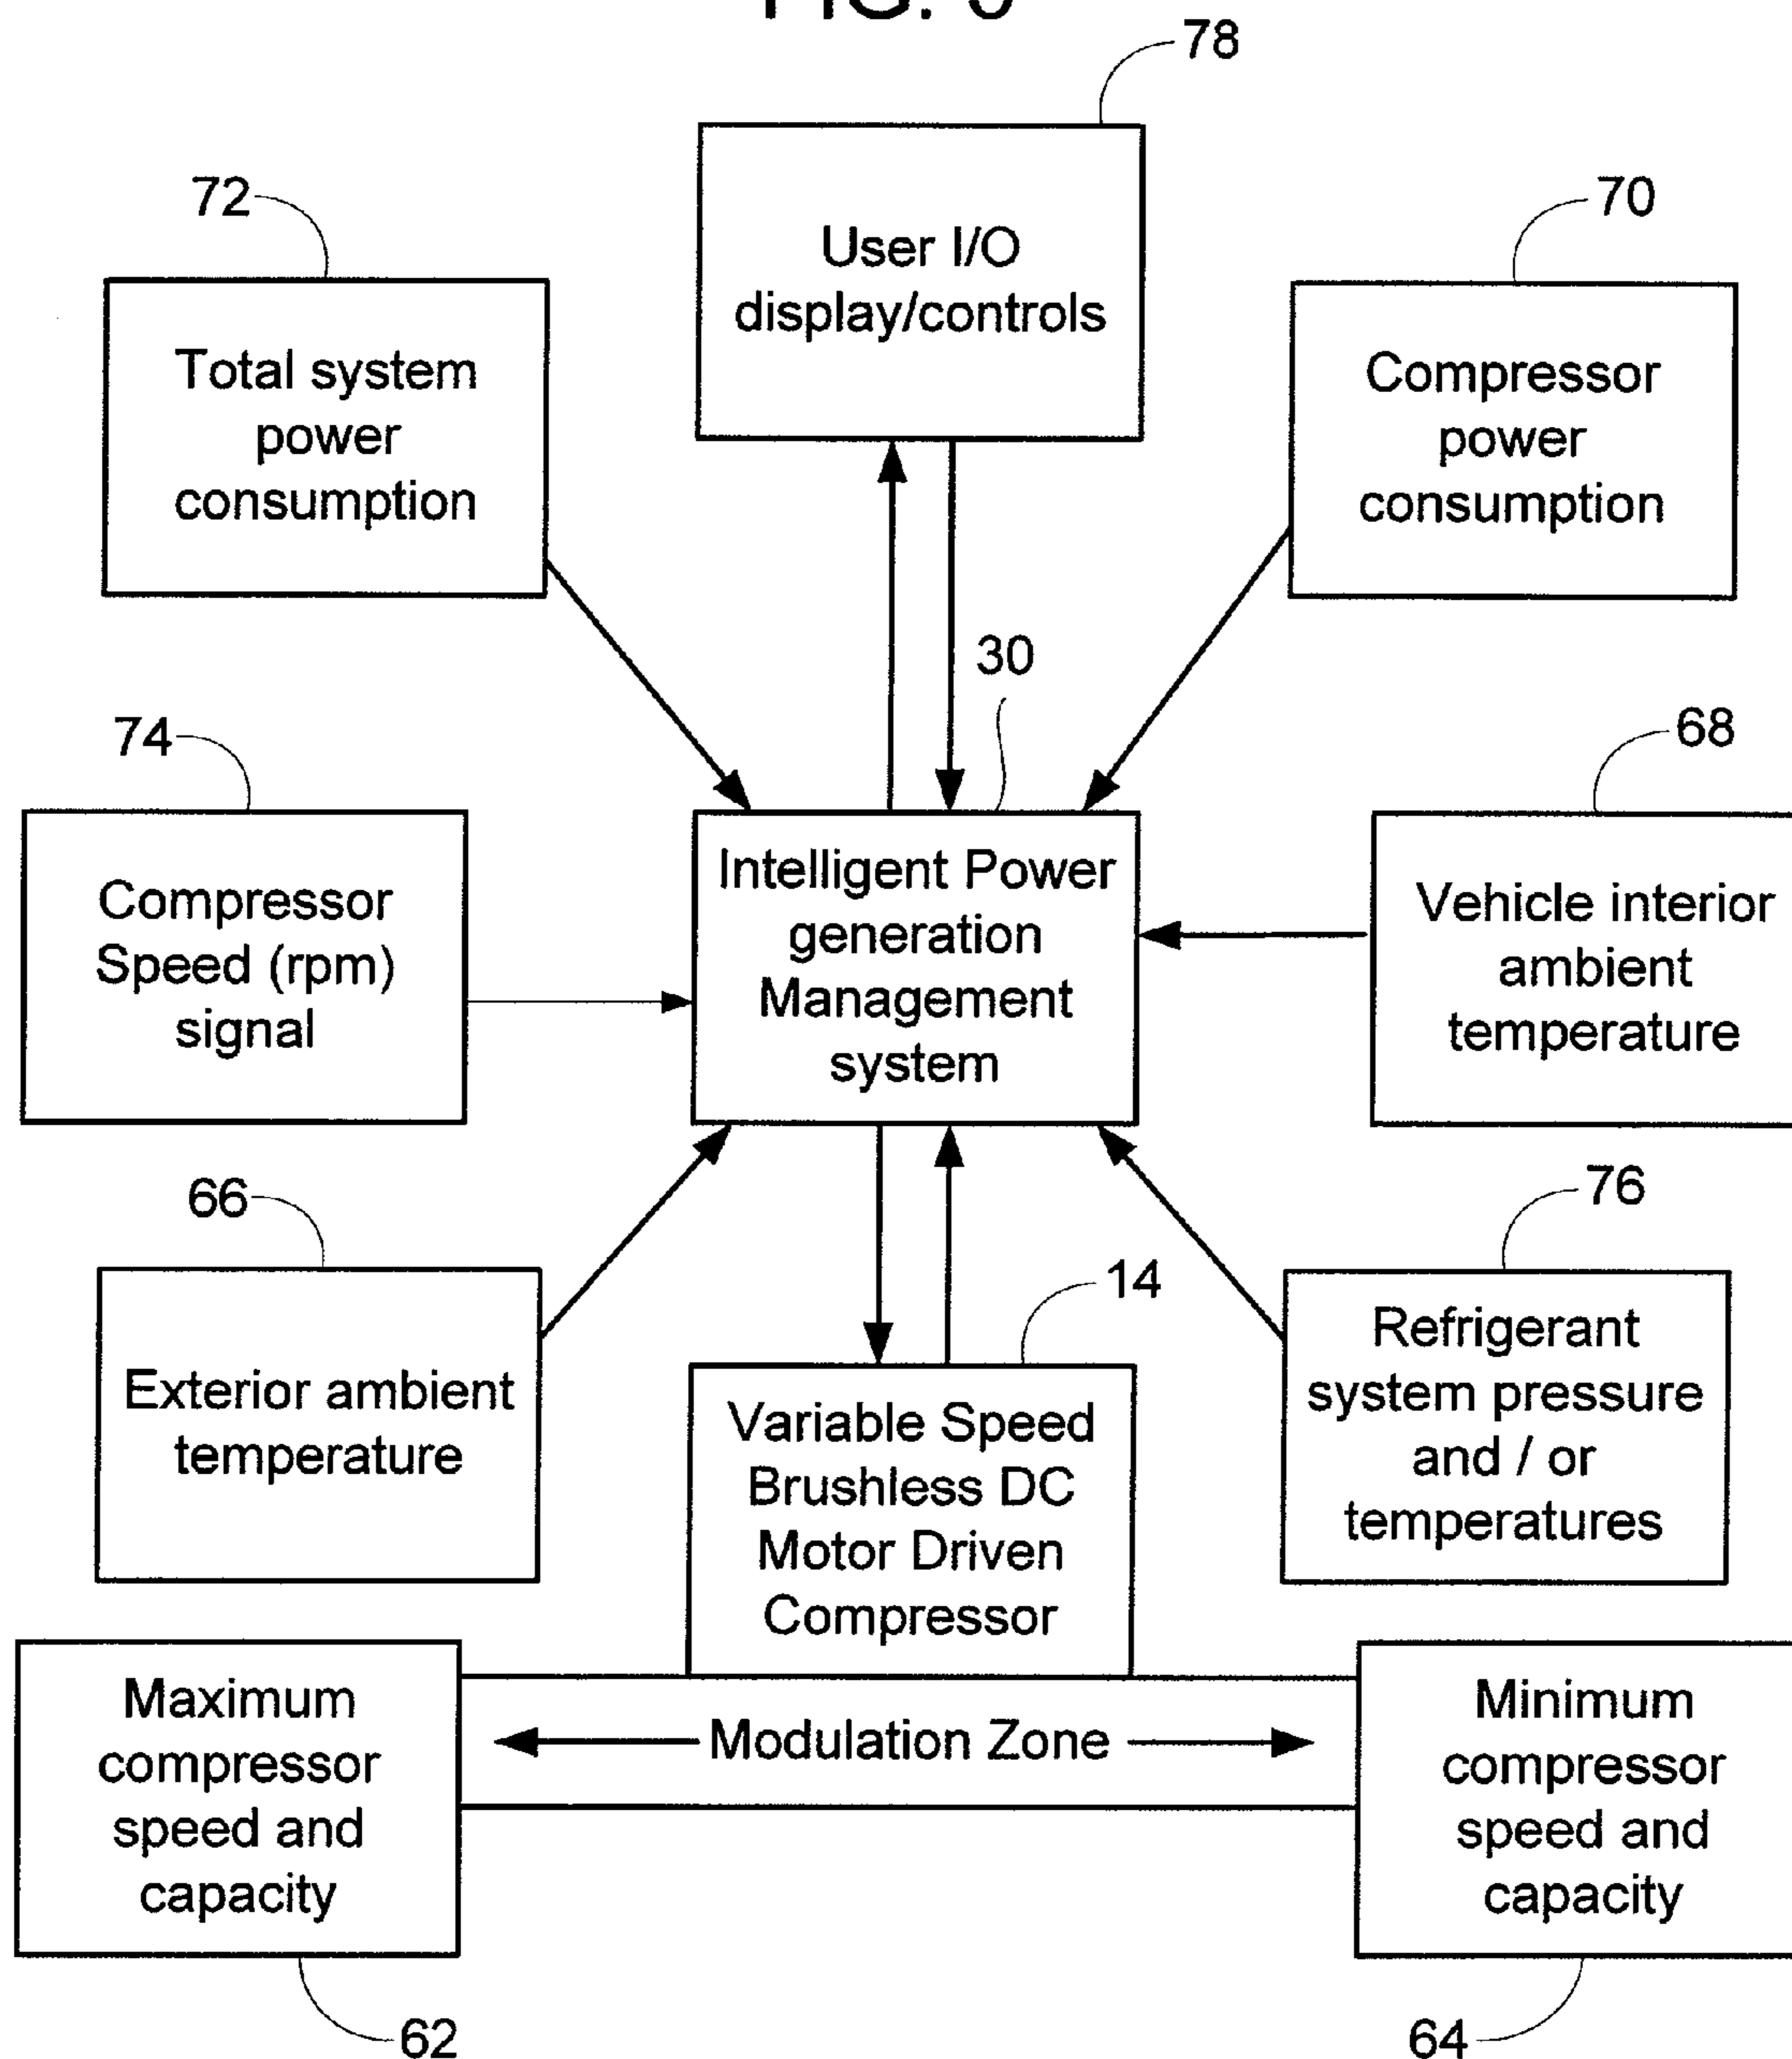 FIG.
78
72
70
User I/O
display/controls
Total system
power
consumption
Compressor
power
consumption
30
74
68
Intelligent Power
generation
Management
system
Compressor
Speed (rpm)
signal
Vehicle interior
ambient
temperature
66
76
14
Exterior ambient
temperature
Variable Speed
Brushless DC
Motor Driven
Compressor
Refrigerant
system pressure
and / or
temperatures
Maximum
compressor
speed and
capacity
Modulation Zone
Minimum
compressor
speed and
capacity
62
64